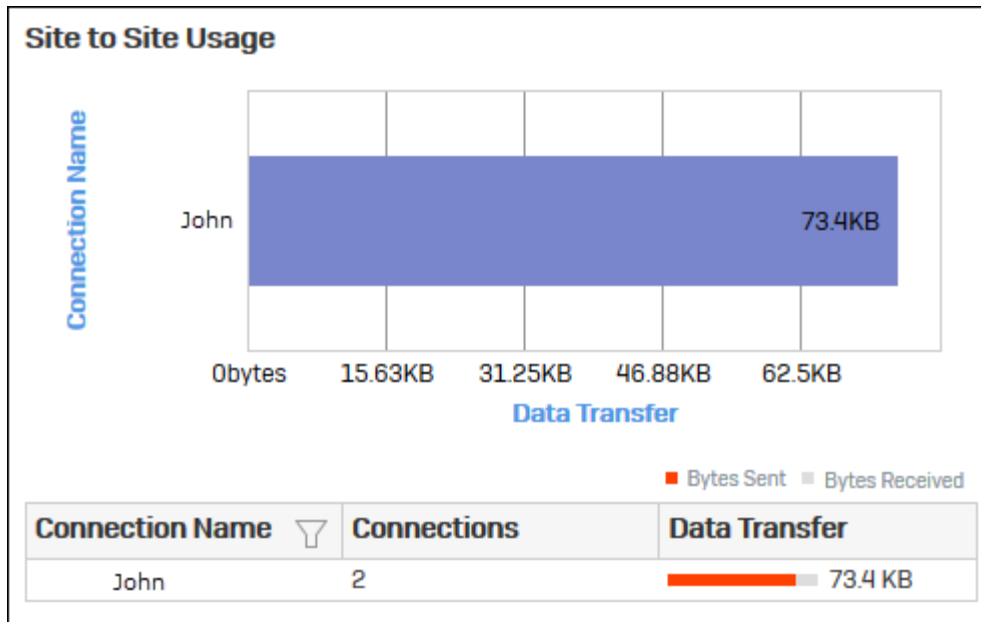 Site to Site Usage
Connection Name
John
73.4KB
0bytes 15.63KB 31.25KB 46.88KB 62.5KB
Data Transfer
Bytes Sent Bytes Received
Connection Name Connections Data Transfer
John 2 73.4 KB